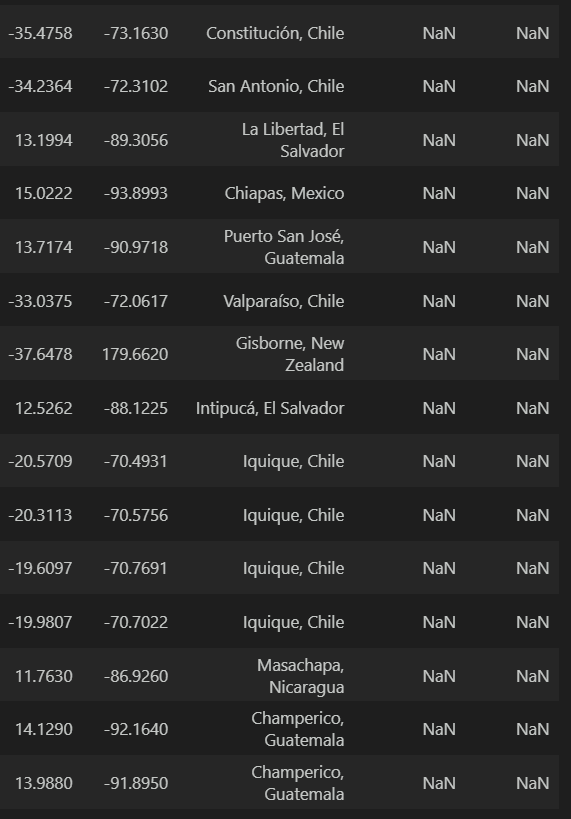 -35.4758 -73.1630 Constitución, Chile NaN NaN
-34.2364 -72.3102 San Antonio, Chile NaN NaN
13.1994 -89.3056 La Libertad, El NaN NaN
Salvador
15.0222 -93.8993 Chiapas, Mexico NaN NaN
13.7174 -90.9718 Puerto San José, NaN NaN
Guatemala
-33.0375 -72.0617 Valparaíso, Chile NaN NaN
-37.6478 179.6620 Gisborne, New NaN NaN
Zealand
12.5262 -88.1225 Intipucá, El Salvador NaN NaN
-20.5709 -70.4931 Iquique, Chile NaN NaN
-20.3113 -70.5756 Iquique, Chile NaN NaN
-19.6097 -70.7691 Iquique, Chile NaN NaN
-19.9807 -70.7022 Iquique, Chile NaN NaN
11.7630 -86.9260 Masachapa, NaN NaN
Nicaragua
14.1290 -92.1640 Champerico, NaN NaN
Guatemala
13.9880 -91.8950 Champerico, NaN NaN
Guatemala